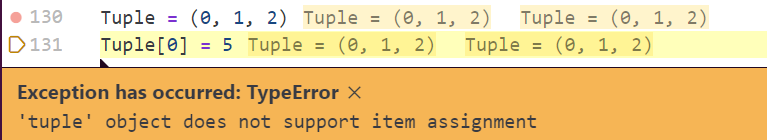 130 Tuple = (0, 1, 2) Tuple = (0, 1, 2) Tuple = (0, 1, 2)
131 Tuple[0] = 5 Tuple = (0, 1, 2) Tuple = (0, 1, 2)
Exception has occurred: TypeError ×
'tuple' object does not support item assignment